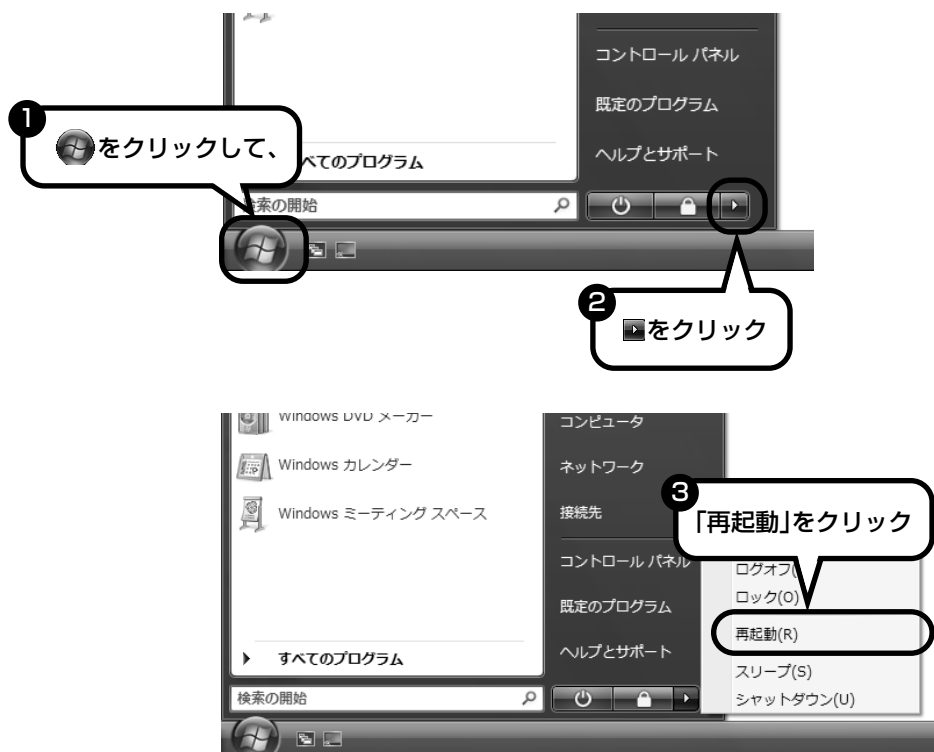 コントロール パネル
既定のプログラム
ヘルプとサポート
1
をクリックして、
べてのプログラム
検索の開始
2
をクリック
Windows DVD メーカー
Windows カレンダー
Windows ミーティング スペース
すべてのプログラム
検索の開始
コンピュータ
ネットワーク
接続先
コントロール パネル
既定のプログラム
ヘルプとサポート
3
「再起動」をクリック
ログオフ(
ロック(O)
再起動(R)
スリープ(S)
シャットダウン(U)